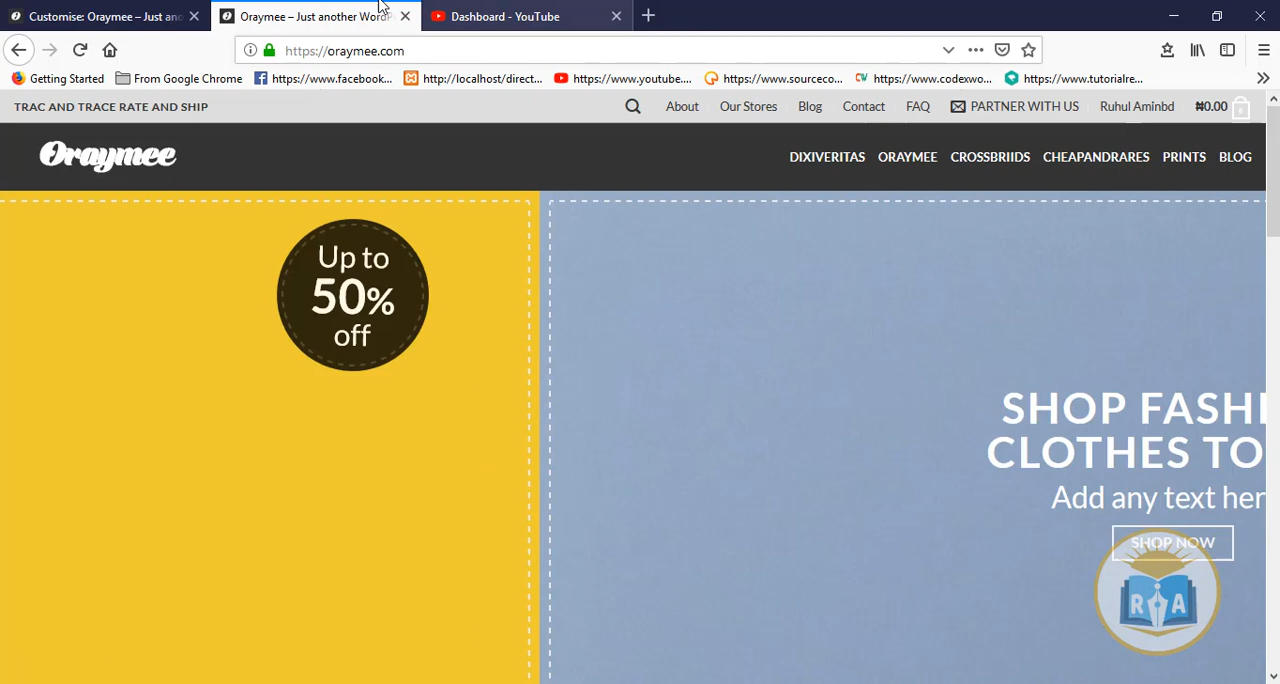 Customise: Oraymee – Just ano
Oraymee – Just another WordP
Dashboard - YouTube
https://oraymee.com
Getting Started
From Google Chrome
https://www.facebook...
http://localhost/direct...
https://www.youtube....
https://www.sourceco...
https://www.codexwo...
https://www.tutorialre...
TRAC AND TRACE RATE AND SHIP
About
Our Stores
Blog
Contact
FAQ
PARTNER WITH US
Ruhul Aminbd
₦0.00
0
Oraymee
DIXIVERITAS
ORAYMEE
CROSSBRIIDS
CHEAPANDRARES
PRINTS
BLOG
Up to
50%
off
SHOP FASHI
CLOTHES TO
Add any text her
SHOP NOW
R A